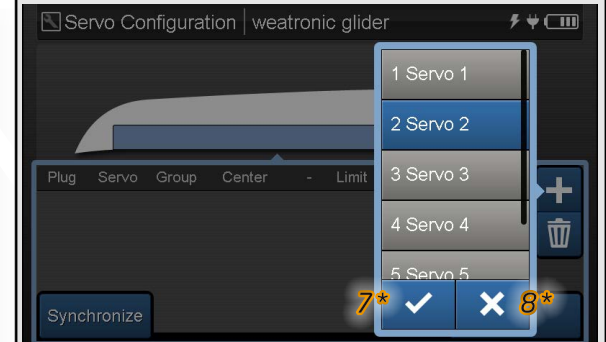 Servo Configuration | weatronic glider
1 Servo 1
2 Servo 2
Plug Servo Group Center - Limit
3 Servo 3
4 Servo 4
5 Servo 5
7* 8*
Synchronize